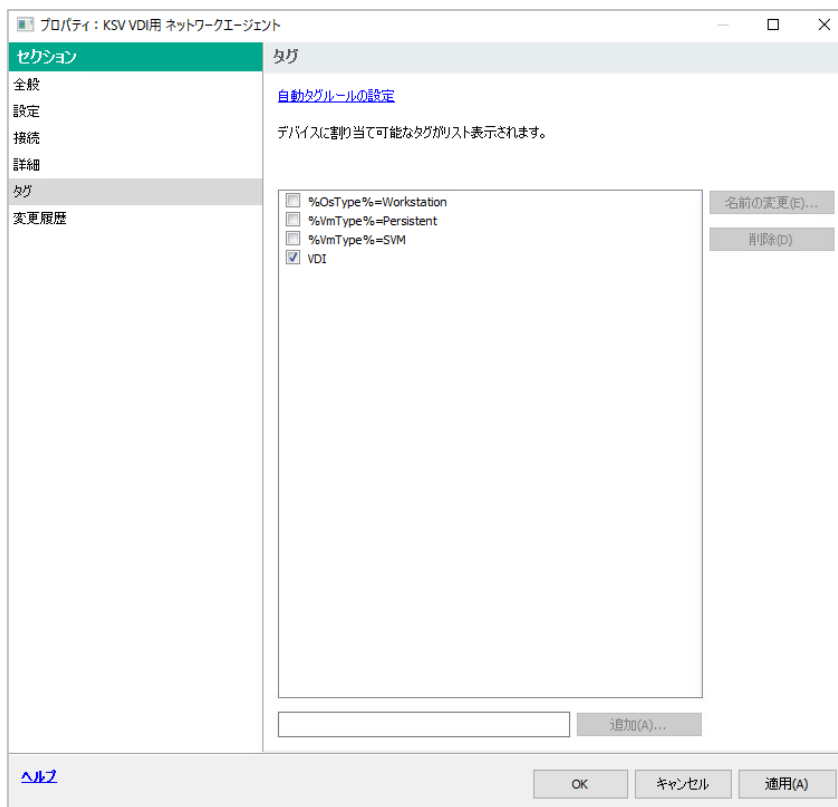 プロパティ：KSV VDI用 ネットワークエージェント
セクション
全般
設定
接続
詳細
タグ
変更履歴
タグ
自動タグルールの設定
デバイスに割り当て可能なタグがリスト表示されます。
%OsType%=Workstation
%VmType%=Persistent
%VmType%=SVM
VDI
名前の変更(E)...
削除(D)
追加(A)...
ヘルプ
OK
キャンセル
適用(A)